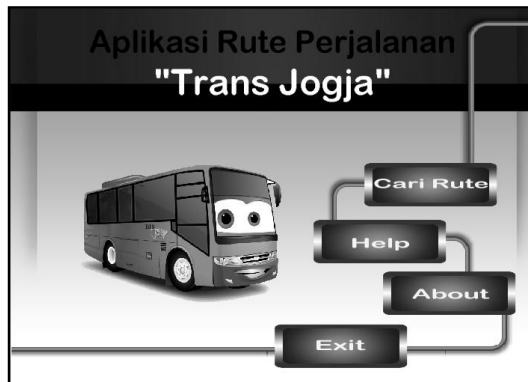 Aplikasi Rute Perjalanan
"Trans Jogja"
Cari Rute
Help
About
Exit